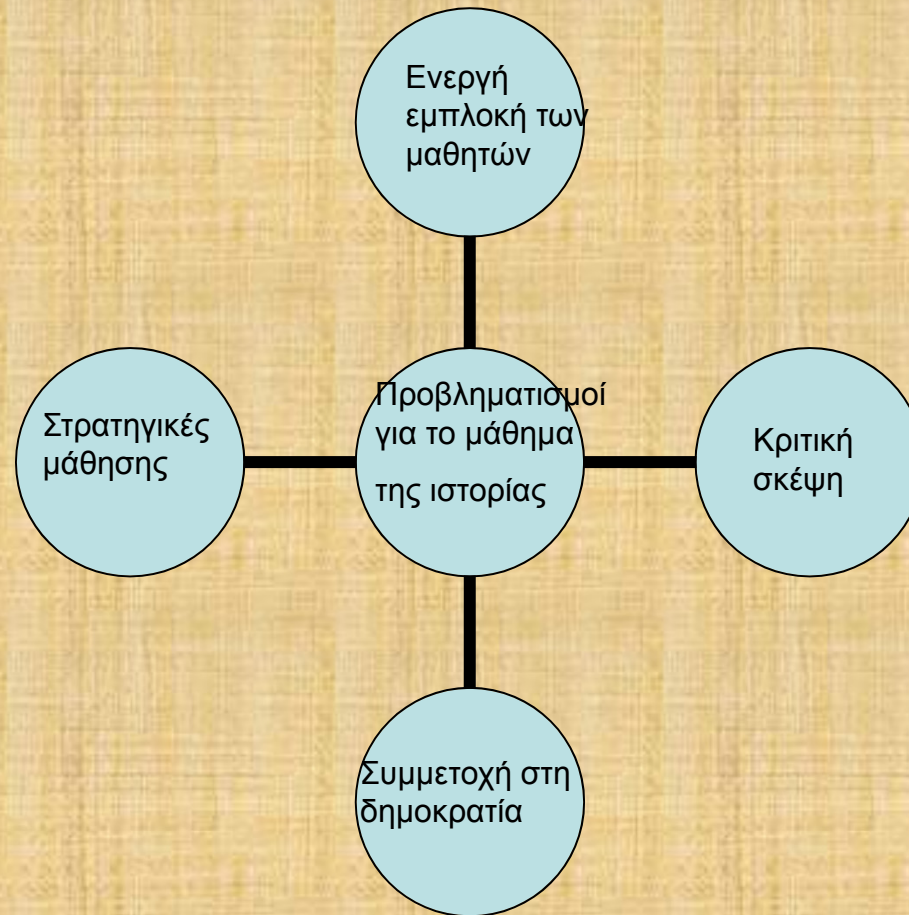 Ενεργή
εμπλοκή των
μαθητών
Στρατηγικές
μάθησης
Προβληματισμοί
για το μάθημα
της ιστορίας
Κριτική
σκέψη
Συμμετοχή στη
δημοκρατία